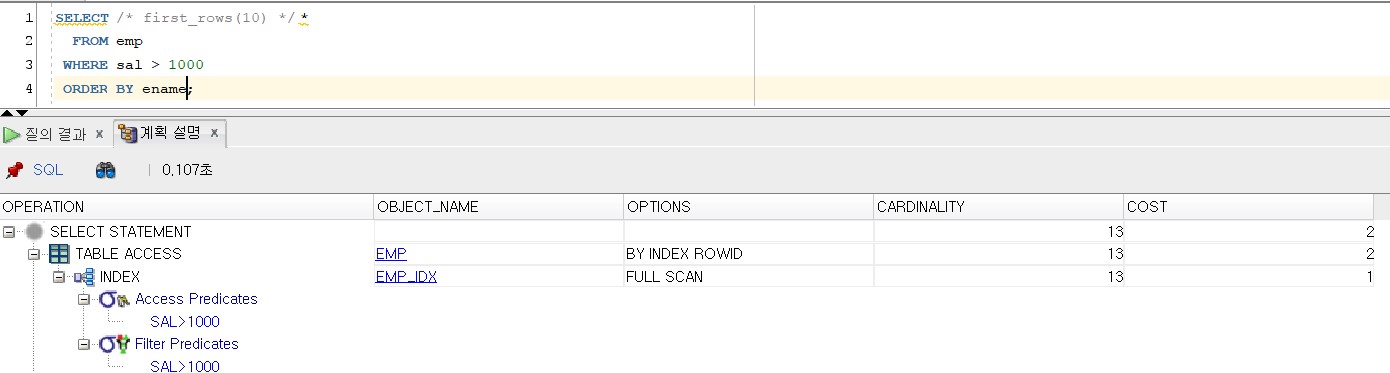 1 SELECT /* first_rows(10) */ *
2 FROM emp
3 WHERE sal > 1000
4 ORDER BY ename;
질의 결과 x 계획 설명 x
SQL 0,107초
OPERATION OBJECT_NAME OPTIONS CARDINALITY COST
SELECT STATEMENT 13 2
TABLE ACCESS EMP BY INDEX ROWID 13 2
INDEX EMP_IDX FULL SCAN 13 1
Access Predicates
SAL>1000
Filter Predicates
SAL>1000